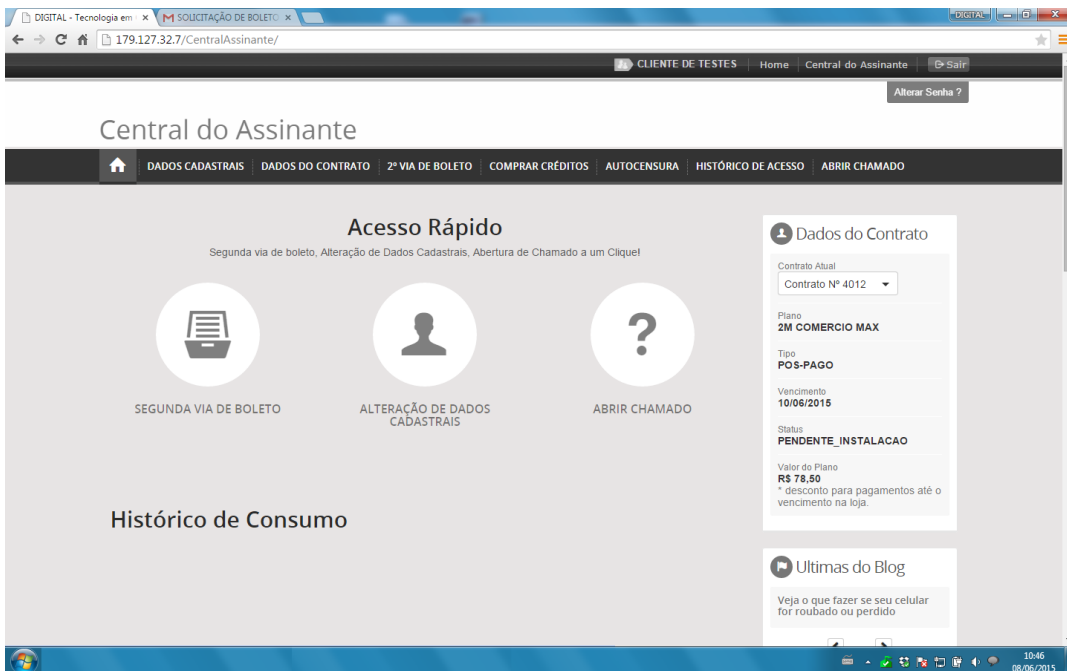 DIGITAL - Tecnologia em
SOLICITAÇÃO DE BOLETO
DIGITAL
179.127.32.7/CentralAssinante/
CLIENTE DE TESTES
Home
Central do Assinante
Sair
Alterar Senha ?
Central do Assinante
DADOS CADASTRAIS
DADOS DO CONTRATO
2ª VIA DE BOLETO
COMPRAR CRÉDITOS
AUTOCENSURA
HISTÓRICO DE ACESSO
ABRIR CHAMADO
Acesso Rápido
Segunda via de boleto, Alteração de Dados Cadastrais, Abertura de Chamado a um Clique!
SEGUNDA VIA DE BOLETO
ALTERAÇÃO DE DADOS
CADASTRAIS
?
ABRIR CHAMADO
Histórico de Consumo
Dados do Contrato
Contrato Atual
Contrato Nº 4012
Plano
2M COMERCIO MAX
Tipo
POS-PAGO
Vencimento
10/06/2015
Status
PENDENTE_INSTALACAO
Valor do Plano
R$ 78,50
* desconto para pagamentos até o
vencimento na loja.
Ultimas do Blog
Veja o que fazer se seu celular
for roubado ou perdido
10:46
08/06/2015